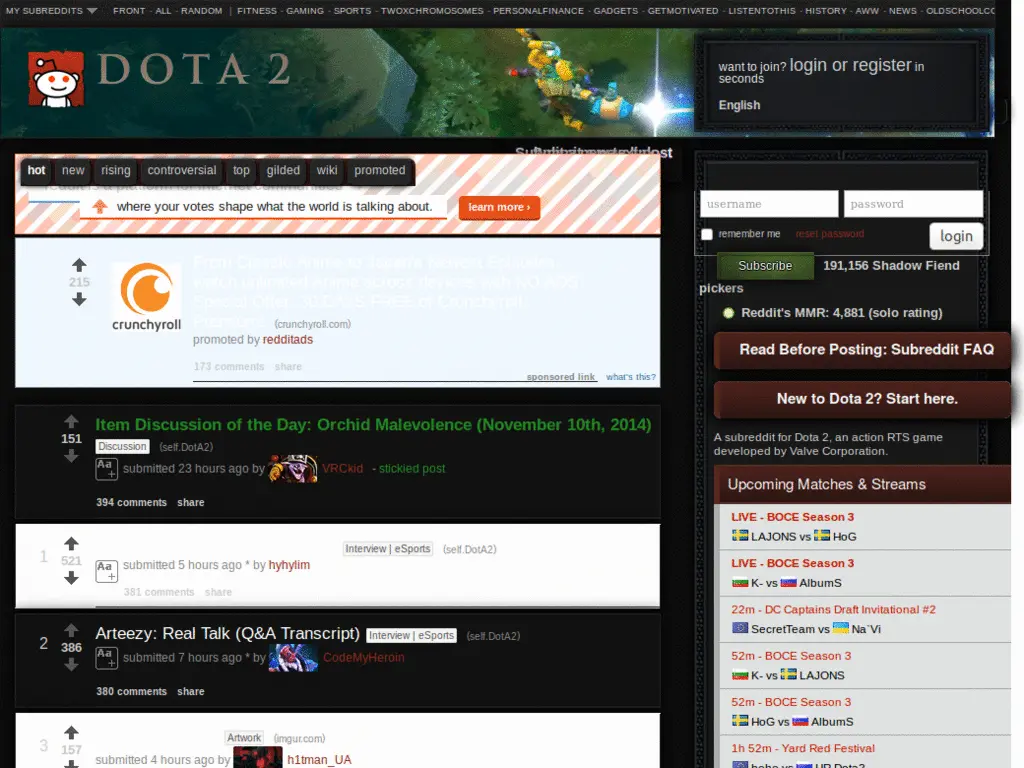 MY SUBREDDITS FRONT - ALL - RANDOM | FITNESS - GAMING - SPORTS - TWOXCHROMOSOMES - PERSONALFINANCE - GADGETS - GETMOTIVATED - LISTENTOTHIS - HISTORY - AWW - NEWS - OLDSCHOOLCO
DOTA 2
want to join? login or register in
seconds
English
hot new rising controversial top gilded wiki promoted
where your votes shape what the world is talking about. learn more ›
username password
remember me reset password login
Subscribe 191,156 Shadow Fiend
pickers
Reddit's MMR: 4,881 (solo rating)
Read Before Posting: Subreddit FAQ
New to Dota 2? Start here.
A subreddit for Dota 2, an action RTS game
developed by Valve Corporation.
Upcoming Matches & Streams
LIVE - BOCE Season 3
LAJONS vs HoG
LIVE - BOCE Season 3
K- vs AlbumS
22m - DC Captains Draft Invitational #2
SecretTeam vs Na`Vi
52m - BOCE Season 3
K- vs LAJONS
52m - BOCE Season 3
HoG vs AlbumS
1h 52m - Yard Red Festival
215
crunchyroll
(crunchyroll.com)
promoted by redditads
173 comments share
sponsored link what's this?
151
Item Discussion of the Day: Orchid Malevolence (November 10th, 2014)
Discussion (self.DotA2)
Aa+ submitted 23 hours ago by VRCkid - stickied post
394 comments share
1 521
Interview | eSports (self.DotA2)
Aa+ submitted 5 hours ago * by hyhylim
381 comments share
2 386
Arteezy: Real Talk (Q&A Transcript) Interview | eSports (self.DotA2)
Aa+ submitted 7 hours ago * by CodeMyHeroin
380 comments share
3 157
Artwork (imgur.com)
submitted 4 hours ago by h1tman_UA